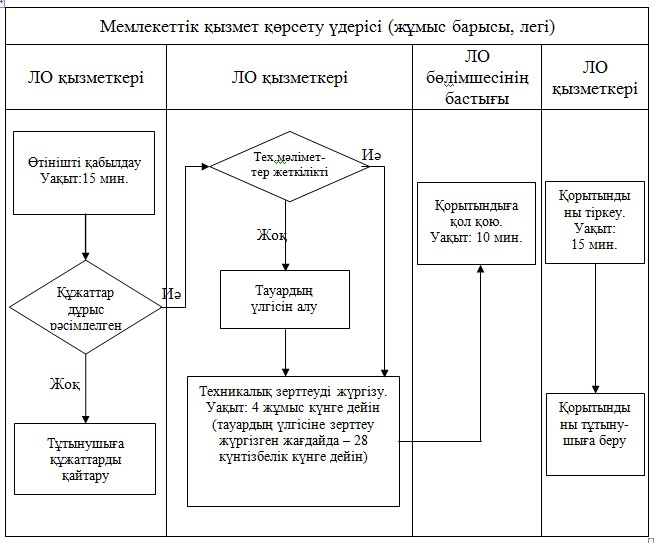 Мемлекеттік қызмет қөрсету үдерісі (жұмыс барысы, легі)
ЛО қызметкері
ЛО қызметкері
ЛО
бөлімшесінің
бастығы
ЛО
қызметкері
Өтінішті қабылдау
Уақыт:15 мин.
Құжаттар
дұрыс
рәсімделген
Иә
Жоқ
Тұтынушыға
құжаттарды
қайтару
Тех.мәлімет-
тер жеткілікті
Иә
Жоқ
Тауардың
үлгісін алу
Техникалық зерттеуді жүргізу.
Уақыт: 4 жұмыс күнге дейін
(тауардың үлгісіне зерттеу
жүргізген жағдайда – 28
күнтізбелік күнге дейін)
Қорытындыға
қол қою.
Уақыт: 10 мин.
Қорытынды
ны тіркеу.
Уақыт:
15 мин.
Қорытынды
ны тұтыну-
шыға беру